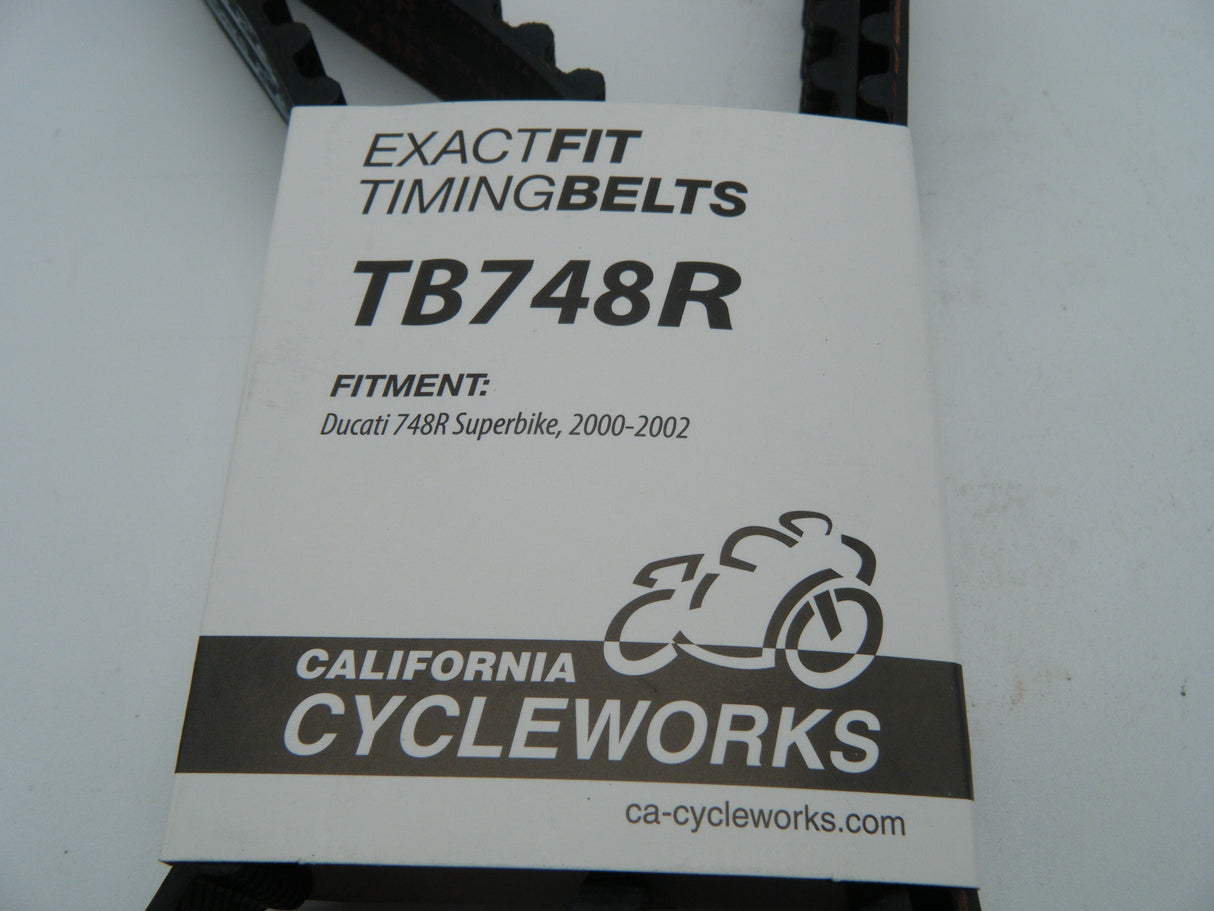 EXACTFIT
TIMINGBELTS
TB748R
FITMENT:
Ducati 748R Superbike, 2000-2002
CALIFORNIA
CYCLEWORKS
ca-cycleworks.com